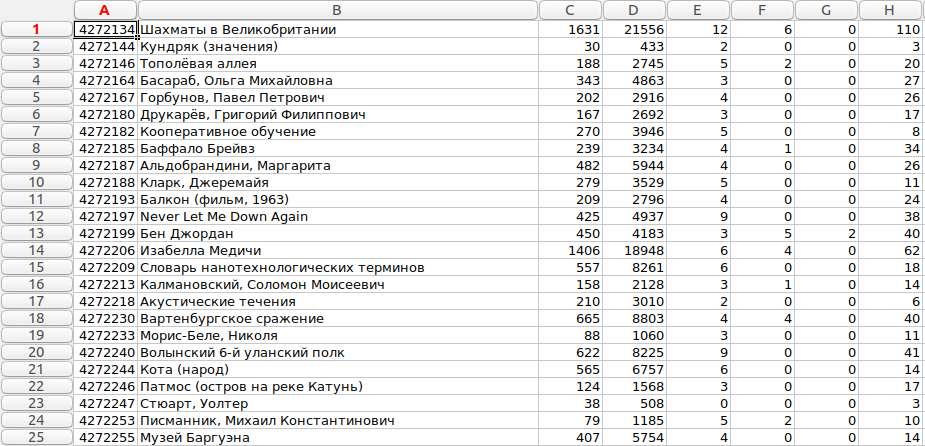 A B C D E F G H
1 4272134 Шахматы в Великобритании 1631 21556 12 6 0 110
2 4272144 Кундряк (значения) 30 433 2 0 0 3
3 4272146 Тополёвая аллея 188 2745 5 2 0 20
4 4272164 Басараб, Ольга Михайловна 343 4863 3 0 0 27
5 4272167 Горбунов, Павел Петрович 202 2916 4 0 0 26
6 4272180 Друкарёв, Григорий Филиппович 167 2692 3 0 0 17
7 4272182 Кооперативное обучение 270 3946 5 0 0 8
8 4272185 Баффало Брейвз 239 3234 4 1 0 34
9 4272187 Альдобрандини, Маргарита 482 5944 4 0 0 26
10 4272188 Кларк, Джеремайя 279 3529 5 0 0 11
11 4272193 Балкон (фильм, 1963) 209 2796 4 0 0 24
12 4272197 Never Let Me Down Again 425 4937 9 0 0 38
13 4272199 Бен Джордан 450 4183 3 5 2 40
14 4272206 Изабелла Медичи 1406 18948 6 4 0 62
15 4272209 Словарь нанотехнологических терминов 557 8261 6 0 0 18
16 4272213 Калмановский, Соломон Моисеевич 158 2128 3 1 0 14
17 4272218 Акустические течения 210 3010 2 0 0 6
18 4272230 Вартенбургское сражение 665 8803 4 4 0 40
19 4272233 Морис-Беле, Николя 88 1060 3 0 0 11
20 4272240 Волынский 6-й уланский полк 622 8225 9 0 0 41
21 4272244 Кота (народ) 565 6757 6 0 0 14
22 4272246 Патмос (остров на реке Катунь) 124 1568 3 0 0 17
23 4272247 Стюарт, Уолтер 38 508 0 0 0 3
24 4272253 Писманник, Михаил Константинович 79 1185 5 2 0 10
25 4272255 Музей Баргуэна 407 5754 4 0 0 14